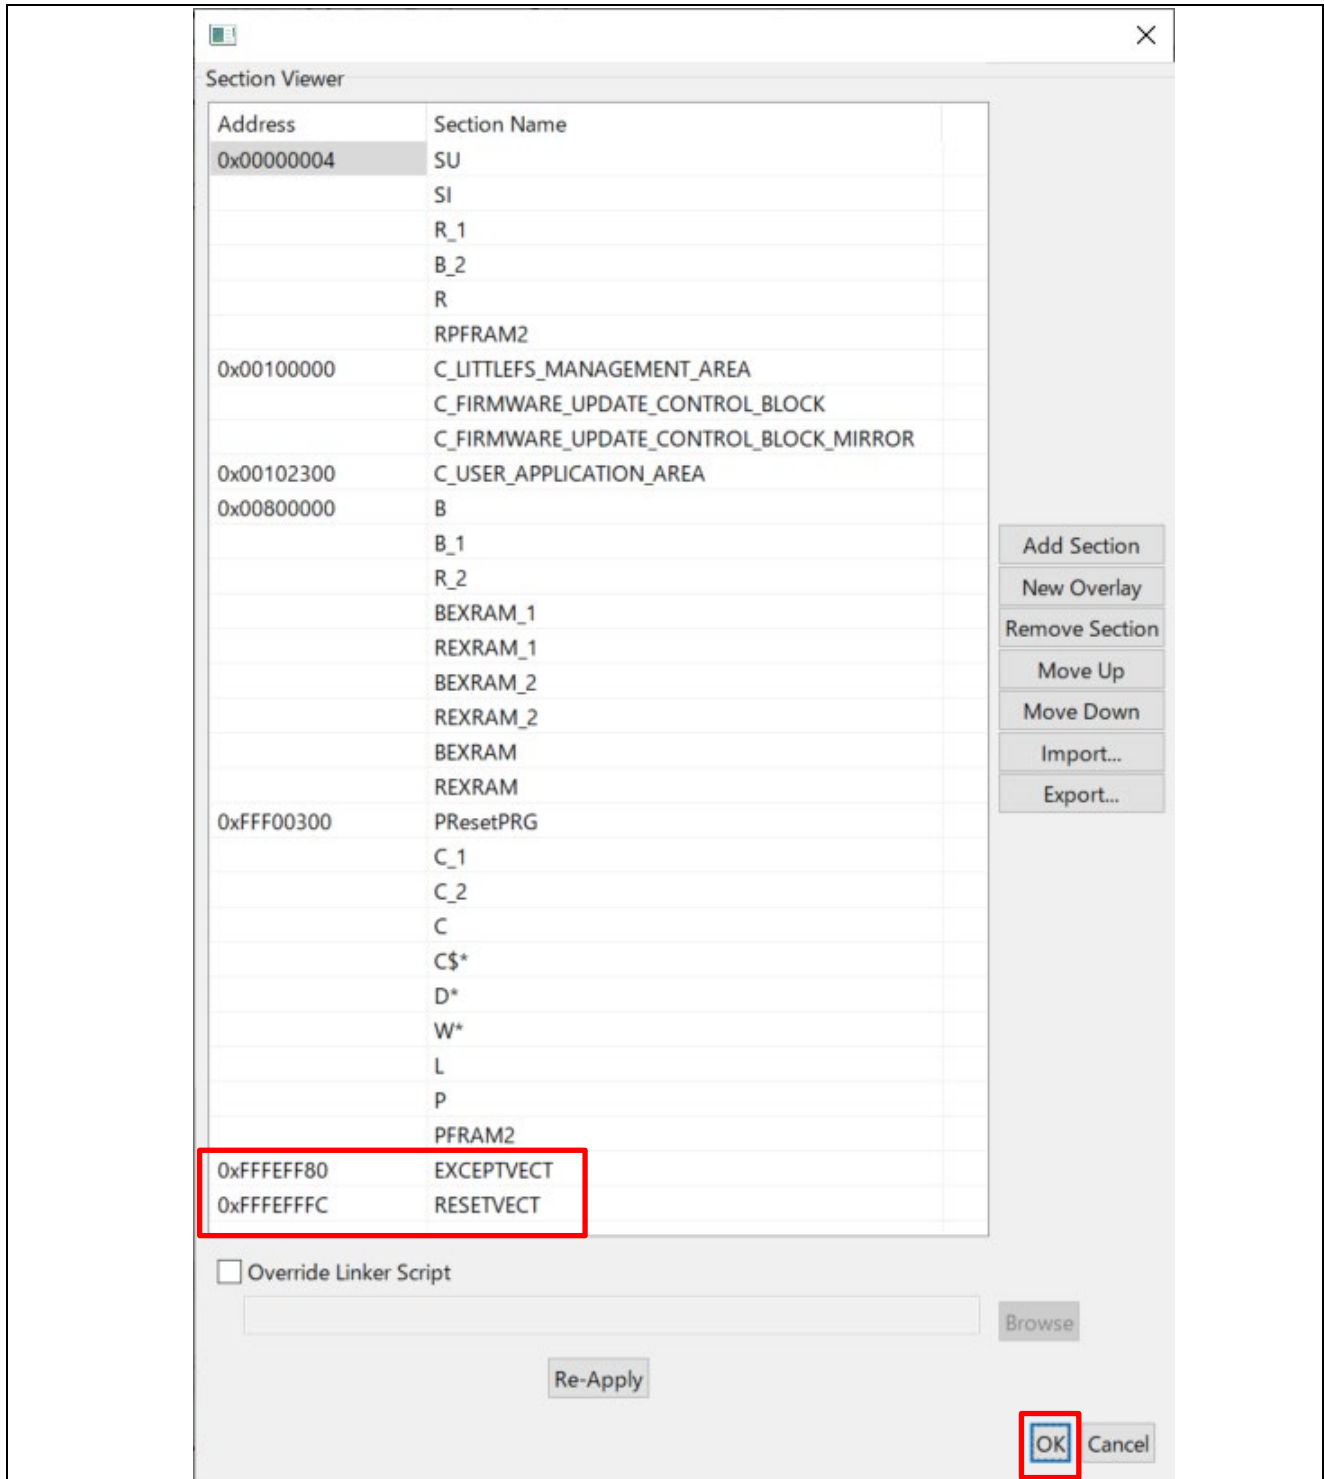 Section Viewer
Address Section Name
0x00000004 SU
SI
R_1
B_2
R
RPFRAM2
0x00100000 C_LITTLEFS_MANAGEMENT_AREA
C_FIRMWARE_UPDATE_CONTROL_BLOCK
C_FIRMWARE_UPDATE_CONTROL_BLOCK_MIRROR
0x00102300 C_USER_APPLICATION_AREA
0x00800000 B
B_1
R_2
BEXRAM_1
REXRAM_1
BEXRAM_2
REXRAM_2
BEXRAM
REXRAM
0xFFF00300 PResetPRG
C_1
C_2
C
C$*
D*
W*
L
P
PFRAM2
0xFFFEFF80 EXCEPTVECT
0xFFFEFFFC RESETVECT
Add Section
New Overlay
Remove Section
Move Up
Move Down
Import...
Export...
Override Linker Script
Browse
Re-Apply
OK Cancel